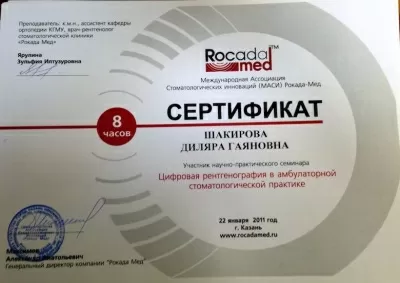 Преподаватель: к.м.н., ассистент кафедры
ортопедии КГМУ, врач рентгенолог
стоматологической клиники
«Рокада Мед»
Ярулина
Зульфия Илтузуровна
Rocada
med™
Международная Ассоциация
Стоматологических инноваций (МАСИ) Рокада-Мед
8
часов
СЕРТИФИКАТ
ШАКИРОВА
ДИЛЯРА ГАЯНОВНА
Участник научно-практического семинара
Цифровая рентгенография в амбулаторной
стоматологической практике
22 января 2011 год
г. Казань
www.rocadamed.ru
Генеральный директор компании "Рокада Мед"